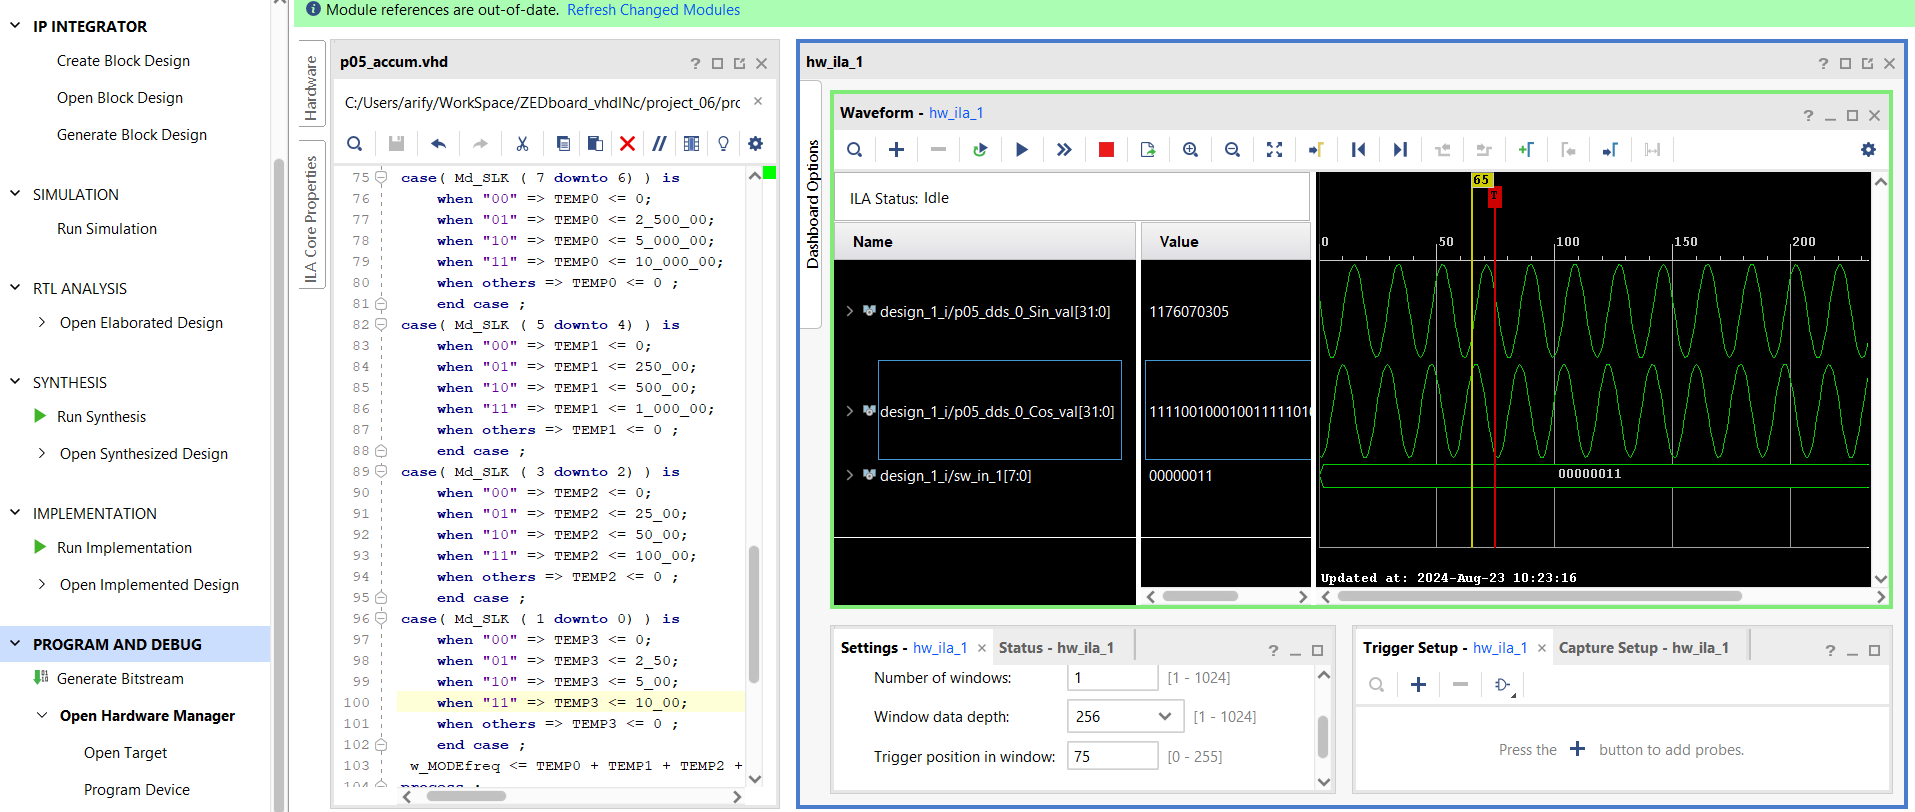 Module references are out-of-date. Refresh Changed Modules
IP INTEGRATOR
Create Block Design
Open Block Design
Generate Block Design
SIMULATION
Run Simulation
RTL ANALYSIS
Open Elaborated Design
SYNTHESIS
Run Synthesis
Open Synthesized Design
IMPLEMENTATION
Run Implementation
Open Implemented Design
PROGRAM AND DEBUG
Generate Bitstream
Open Hardware Manager
Open Target
Program Device
Hardware
ILA Core Properties
p05_accum.vhd
C:/Users/arify/WorkSpace/ZEDboard_vhdlNc/project_06/prc
75 case( Md_SLK ( 7 downto 6) ) is
76 when "00" => TEMP0 <= 0;
77 when "01" => TEMP0 <= 2_500_00;
78 when "10" => TEMP0 <= 5_000_00;
79 when "11" => TEMP0 <= 10_000_00;
80 when others => TEMP0 <= 0 ;
81 end case ;
82 case( Md_SLK ( 5 downto 4) ) is
83 when "00" => TEMP1 <= 0;
84 when "01" => TEMP1 <= 250_00;
85 when "10" => TEMP1 <= 500_00;
86 when "11" => TEMP1 <= 1_000_00;
87 when others => TEMP1 <= 0 ;
88 end case ;
89 case( Md_SLK ( 3 downto 2) ) is
90 when "00" => TEMP2 <= 0;
91 when "01" => TEMP2 <= 25_00;
92 when "10" => TEMP2 <= 50_00;
93 when "11" => TEMP2 <= 100_00;
94 when others => TEMP2 <= 0 ;
95 end case ;
96 case( Md_SLK ( 1 downto 0) ) is
97 when "00" => TEMP3 <= 0;
98 when "01" => TEMP3 <= 2_50;
99 when "10" => TEMP3 <= 5_00;
100 when "11" => TEMP3 <= 10_00;
101 when others => TEMP3 <= 0 ;
102 end case ;
103 w_MODEfreq <= TEMP0 + TEMP1 + TEMP2 +
104 process ;
hw_ila_1
Dashboard Options
Waveform - hw_ila_1
ILA Status: Idle
Name Value
design_1_i/p05_dds_0_Sin_val[31:0] 1176070305
design_1_i/p05_dds_0_Cos_val[31:0] 1111001000100111110
design_1_i/sw_in_1[7:0] 00000011
65
T
0 50 100 150 200
00000011
Updated at: 2024-Aug-23 10:23:16
Settings - hw_ila_1 Status - hw_ila_1
Number of windows: 1 [1 - 1024]
Window data depth: 256 [1 - 1024]
Trigger position in window: 75 [0 - 255]
Trigger Setup - hw_ila_1 Capture Setup - hw_ila_1
Press the + button to add probes.